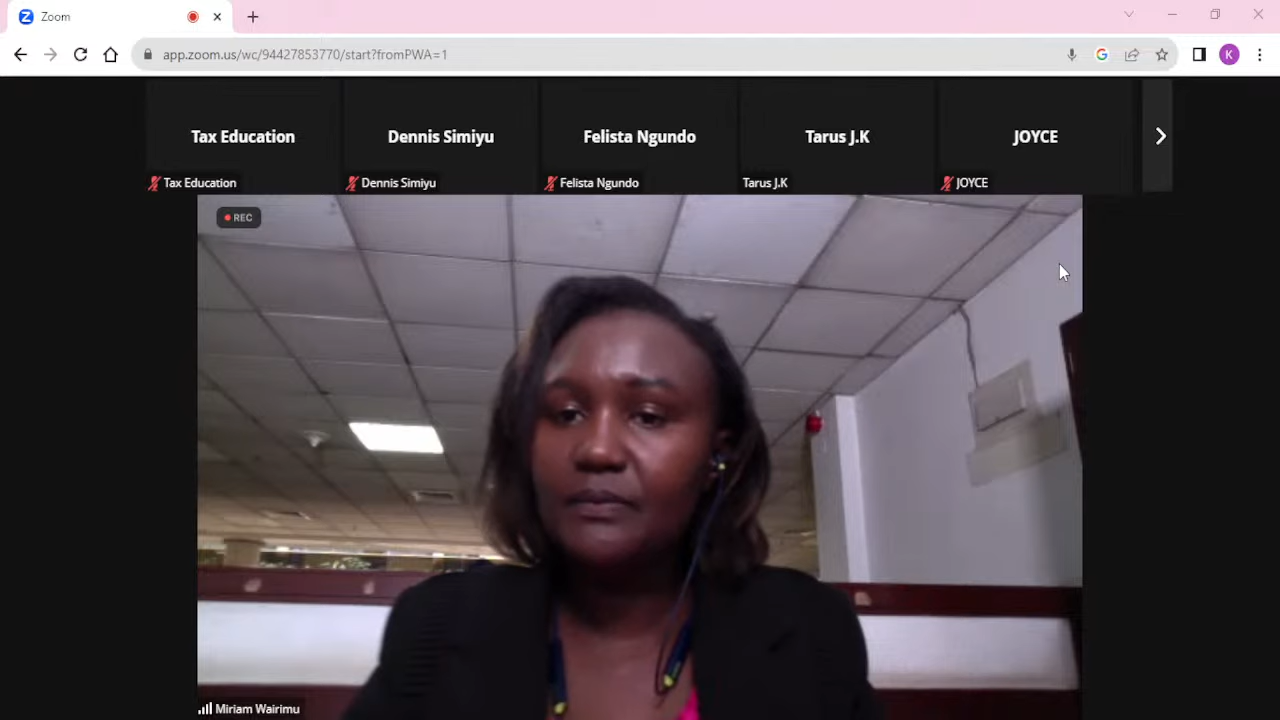 Zoom
app.zoom.us/wc/94427853770/start?fromPWA=1
K
Tax Education
Dennis Simiyu
Felista Ngundo
Tarus J.K
JOYCE
Tax Education
Dennis Simiyu
Felista Ngundo
Tarus J.K
JOYCE
REC
Miriam Wairimu